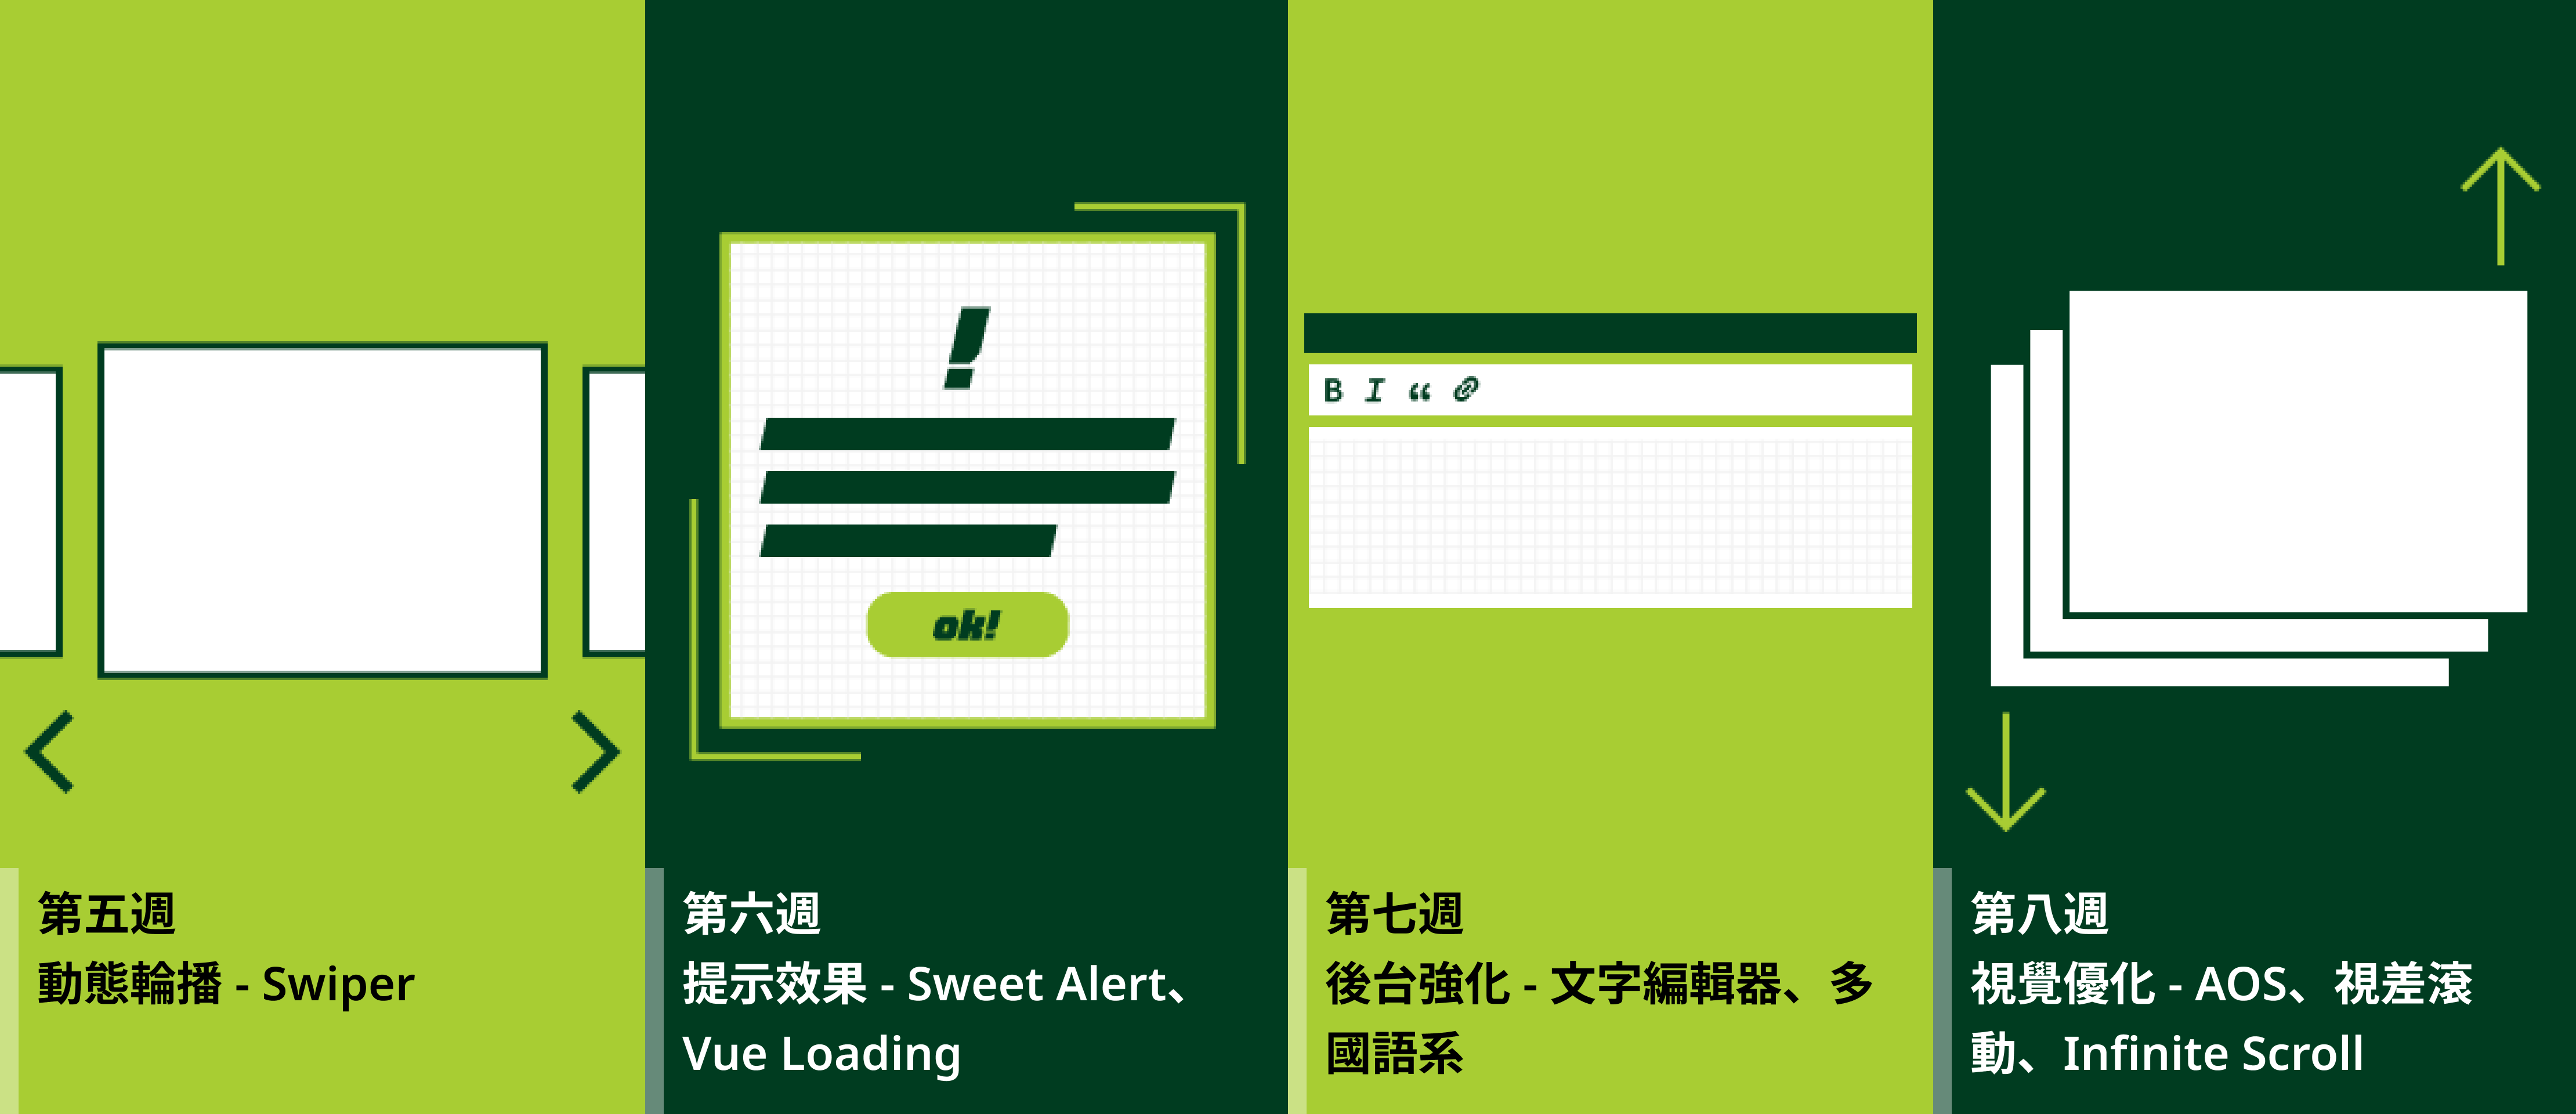 !
ok!
B I “
第五週
動態輪播 - Swiper
第六週
提示效果 - Sweet Alert、
Vue Loading
第七週
後台強化 - 文字編輯器、多
國語系
第八週
視覺優化 - AOS、視差滾
動、Infinite Scroll